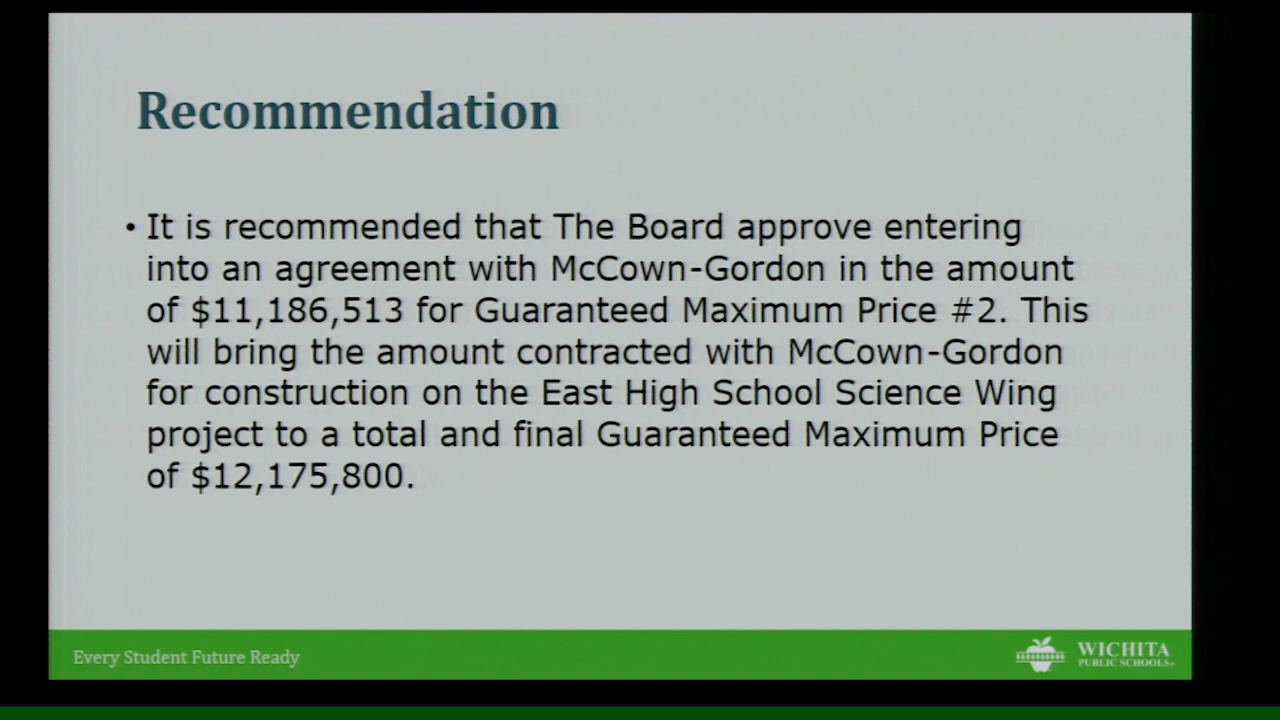 Recommendation
• It is recommended that The Board approve entering
into an agreement with McCown-Gordon in the amount
of $11,186,513 for Guaranteed Maximum Price #2. This
will bring the amount contracted with McCown-Gordon
for construction on the East High School Science Wing
project to a total and final Guaranteed Maximum Price
of $12,175,800.
Every Student Future Ready
WICHITA
PUBLIC SCHOOLS